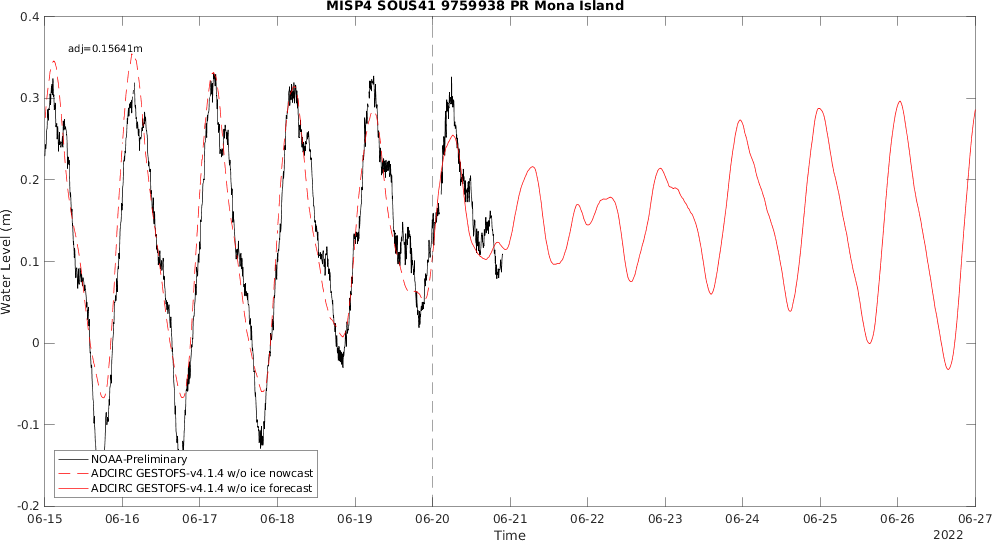 MISP4 SOUS41 9759938 PR Mona Island
adj=0.15641m
0.4
0.3
0.2
0.1
0
-0.1
-0.2
Water Level (m)
NOAA-Preliminary
ADCIRC GESTOFS-v4.1.4 w/o ice nowcast
ADCIRC GESTOFS-v4.1.4 w/o ice forecast
06-15 06-16 06-17 06-18 06-19 06-20 06-21 06-22 06-23 06-24 06-25 06-26 06-27
Time
2022